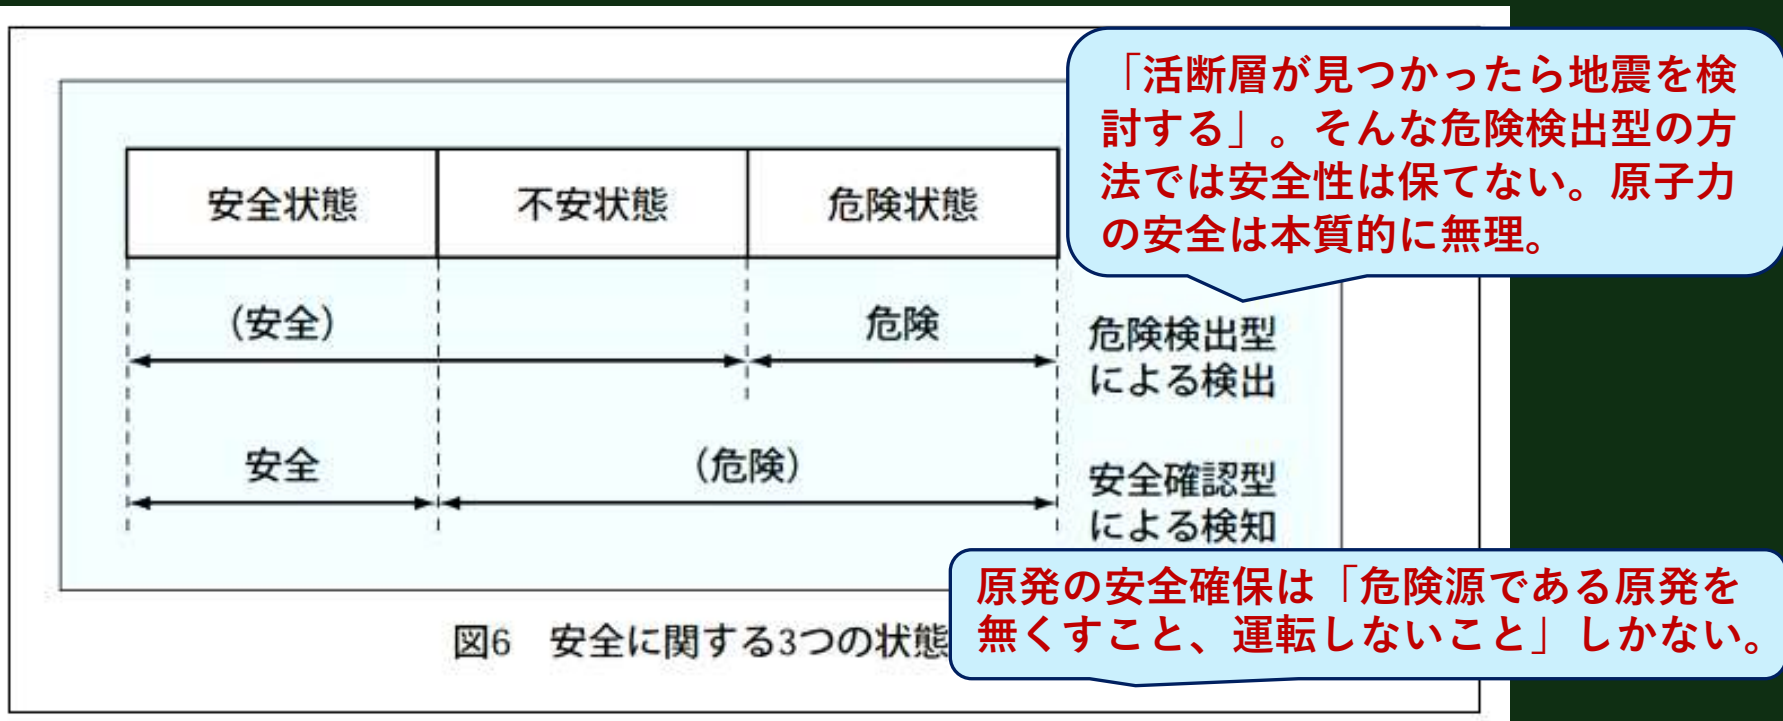 「活断層が見つかったら地震を検
討する」。そんな危険検出型の方
法では安全性は保てない。原子力
の安全は本質的に無理。
安全状態
不安状態
危険状態
（安全）
危険
危険検出型
による検出
安全
（危険）
安全確認型
による検知
原発の安全確保は「危険源である原発を
無くすこと、運転しないこと」しかない。
図6　安全に関する3つの状態